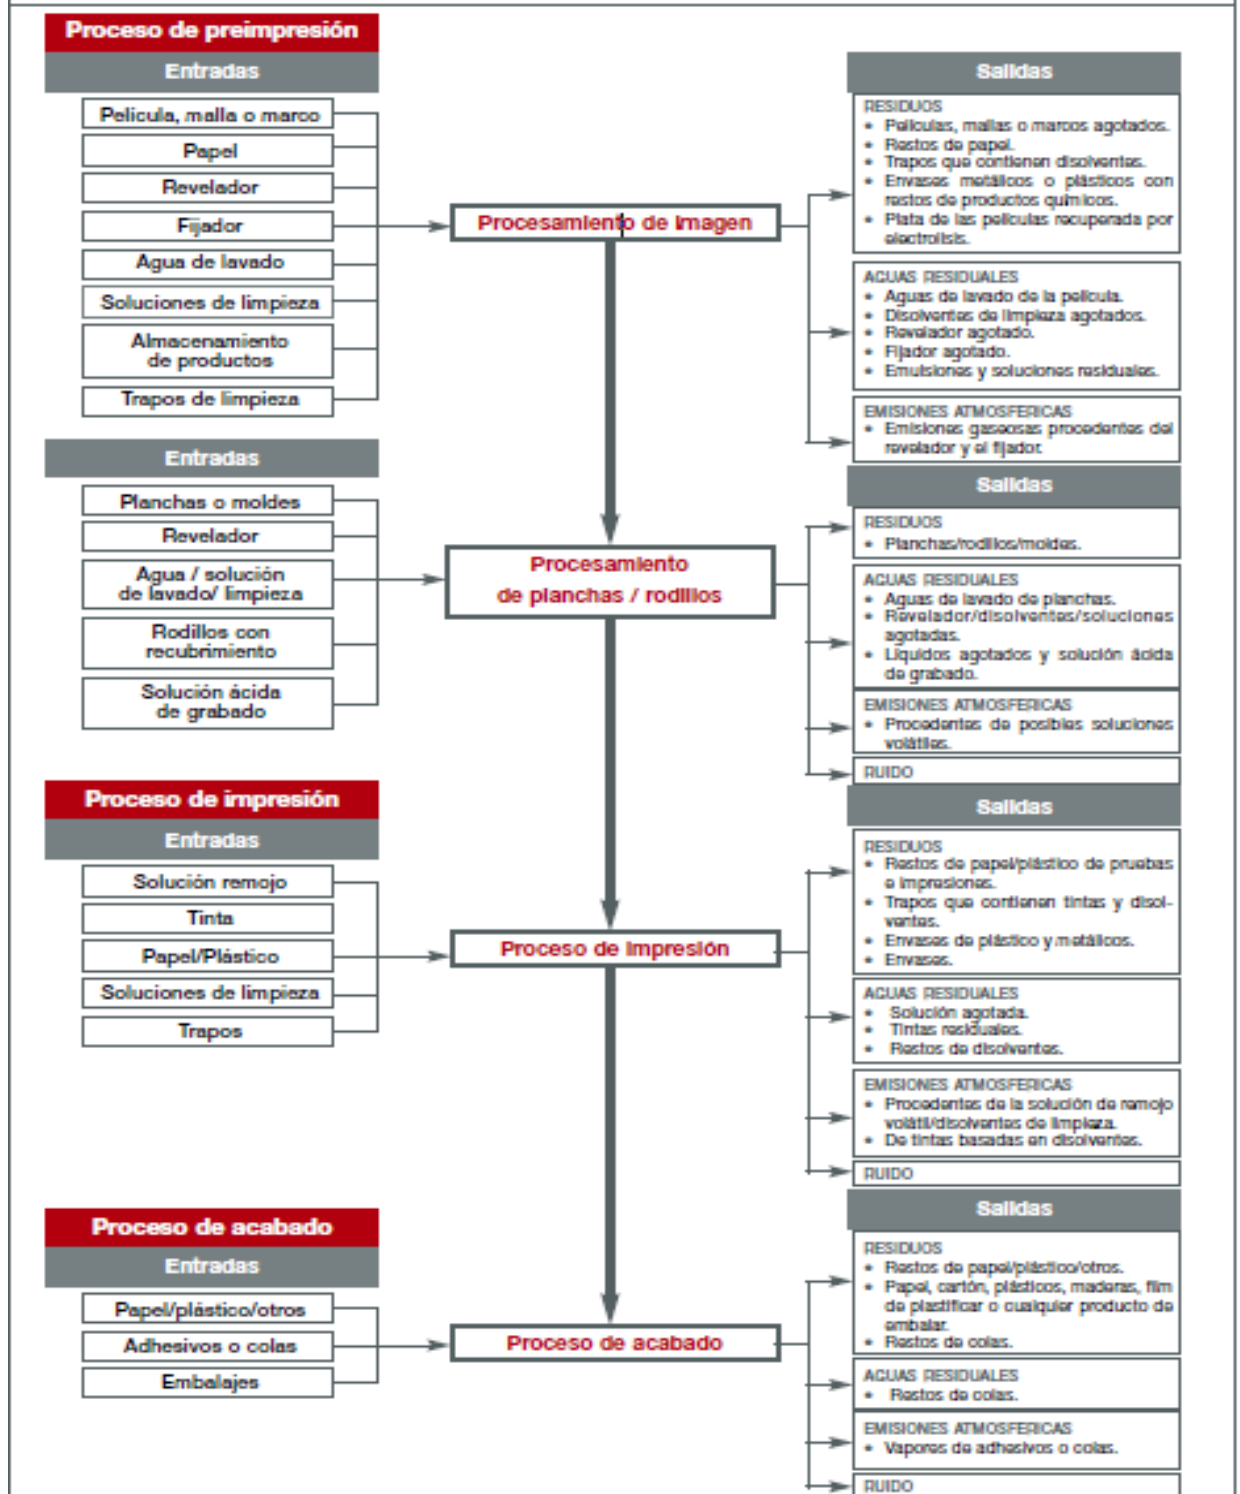 Proceso de preimpresión
Entradas
Película, malla o marco
Papel
Revelador
Fijador
Agua de lavado
Soluciones de limpieza
Almacenamiento
de productos
Trapos de limpieza
Procesamiento de Imagen
Salidas
RESIDUOS
• Películas, mallas o marcos agotados.
• Restos de papel.
• Trapos que contienen disolventes.
• Envases metálicos o plásticos con
restos de productos químicos.
• Plata de las películas recuperada por
electrolisis.
AGUAS RESIDUALES
• Aguas de lavado de la película.
• Disolventes de limpieza agotados.
• Revelador agotado.
• Fijador agotado.
• Emulsiones y soluciones residuales.
EMISIONES ATMOSFERICAS
• Emisiones gaseosas procedentes del
revelador y el fijador.
Entradas
Planchas o moldes
Revelador
Agua / solución
de lavado/ limpieza
Rodillos con
recubrimiento
Solución ácida
de grabado
Procesamiento
de planchas / rodillos
Salidas
RESIDUOS
• Planchas/rodillos/moldes.
AGUAS RESIDUALES
• Aguas de lavado de planchas.
• Revelador/disolventes/soluciones
agotadas.
• Líquidos agotados y solución ácida
de grabado.
EMISIONES ATMOSFERICAS
• Procedentes de posibles soluciones
volátiles.
RUIDO
Proceso de impresión
Entradas
Solución remojo
Tinta
Papel/Plástico
Soluciones de limpieza
Trapos
Proceso de Impresión
Salidas
RESIDUOS
• Restos de papel/plástico de pruebas
e impresiones.
• Trapos que contienen tintas y disol-
ventes.
• Envases de plástico y metálicos.
• Envases.
AGUAS RESIDUALES
• Solución agotada.
• Tintas residuales.
• Restos de disolventes.
EMISIONES ATMOSFERICAS
• Procedentes de la solución de remojo
volátil/disolventes de limpieza.
• De tintas basadas en disolventes.
RUIDO
Proceso de acabado
Entradas
Papel/plástico/otros
Adhesivos o colas
Embalajes
Proceso de acabado
Salidas
RESIDUOS
• Restos de papel/plástico/otros.
• Papel, cartón, plásticos, maderas, film
de plastificar o cualquier producto de
embalar.
• Restos de colas.
AGUAS RESIDUALES
• Restos de colas.
EMISIONES ATMOSFERICAS
• Vapores de adhesivos o colas.
RUIDO